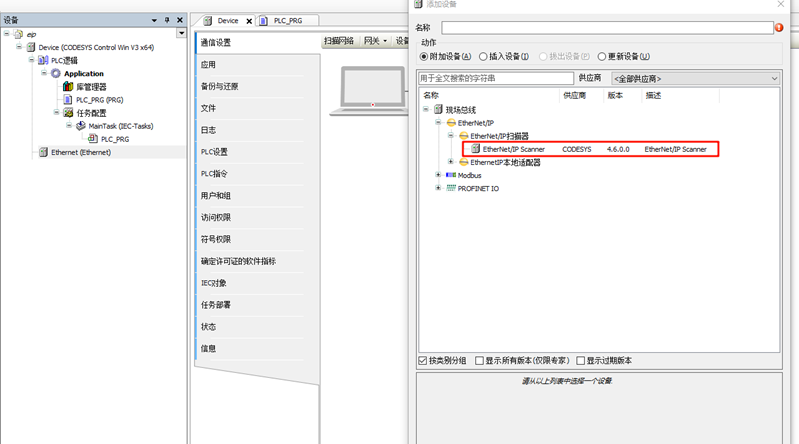 设备
eip
Device (CODESYS Control Win V3 x64)
PLC逻辑
Application
库管理器
PLC_PRG (PRG)
任务配置
MainTask (IEC-Tasks)
PLC_PRG
Ethernet (Ethernet)
Device
PLC_PRG
通信设置
应用
备份与还原
文件
日志
PLC设置
PLC指令
用户和组
访问权限
符号权限
确定许可证的软件指标
IEC对象
任务部署
状态
信息
扫描网络 网关 设备
添加设备
名称
动作
附加设备(A) 插入设备(I) 拔出设备(P) 更新设备(U)
用于全文搜索的字符串 供应商 <全部供应商>
名称 供应商 版本 描述
现场总线
EtherNet/IP
EtherNet/IP扫描器
EtherNet/IP Scanner CODESYS 4.6.0.0 EtherNet/IP Scanner
EthernetIP本地适配器
Modbus
PROFINET IO
按类别分组 显示所有版本(仅限专家) 显示过期版本
请从以上列表中选择一个设备.